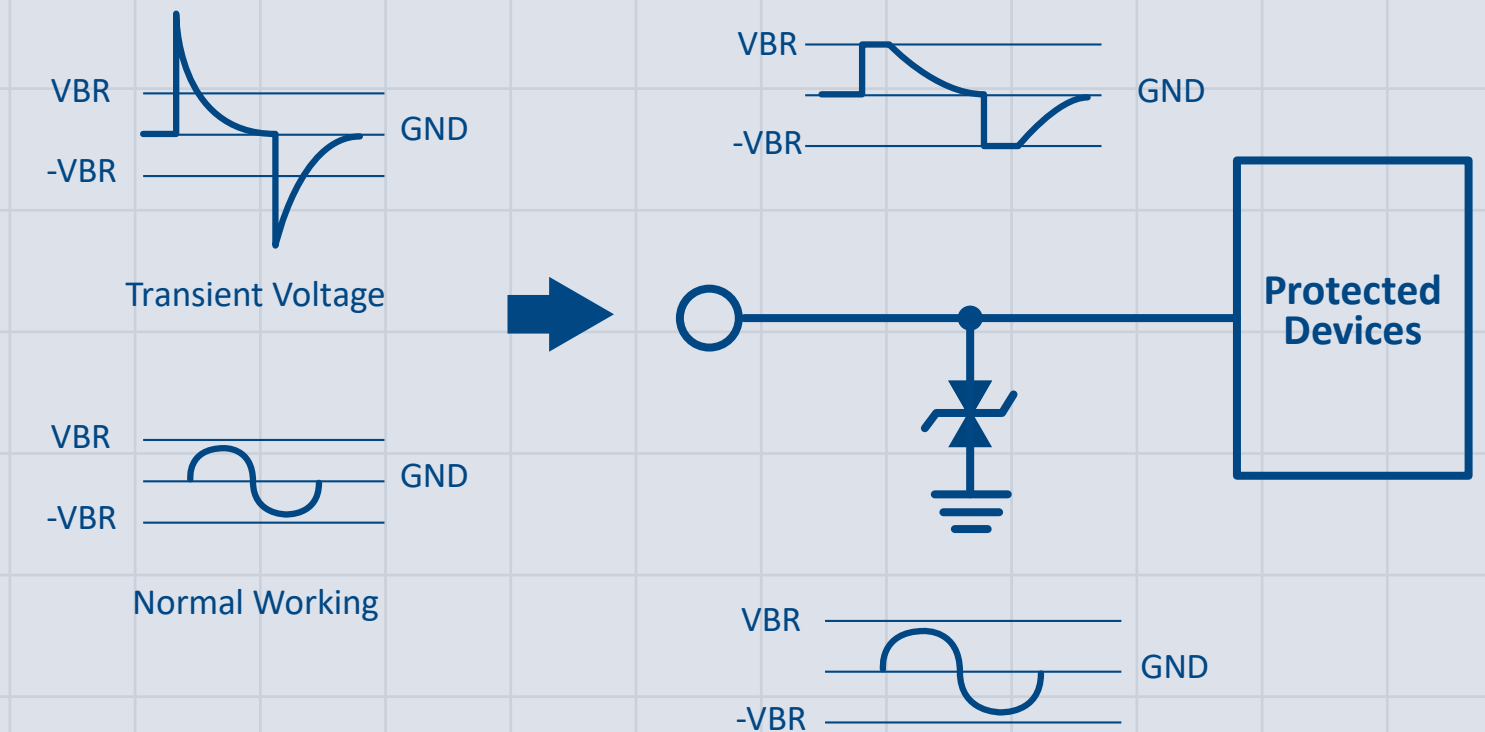 VBR
GND
-VBR
Transient Voltage
VBR
GND
-VBR
Normal Working
VBR
GND
-VBR
Protected
Devices
VBR
GND
-VBR